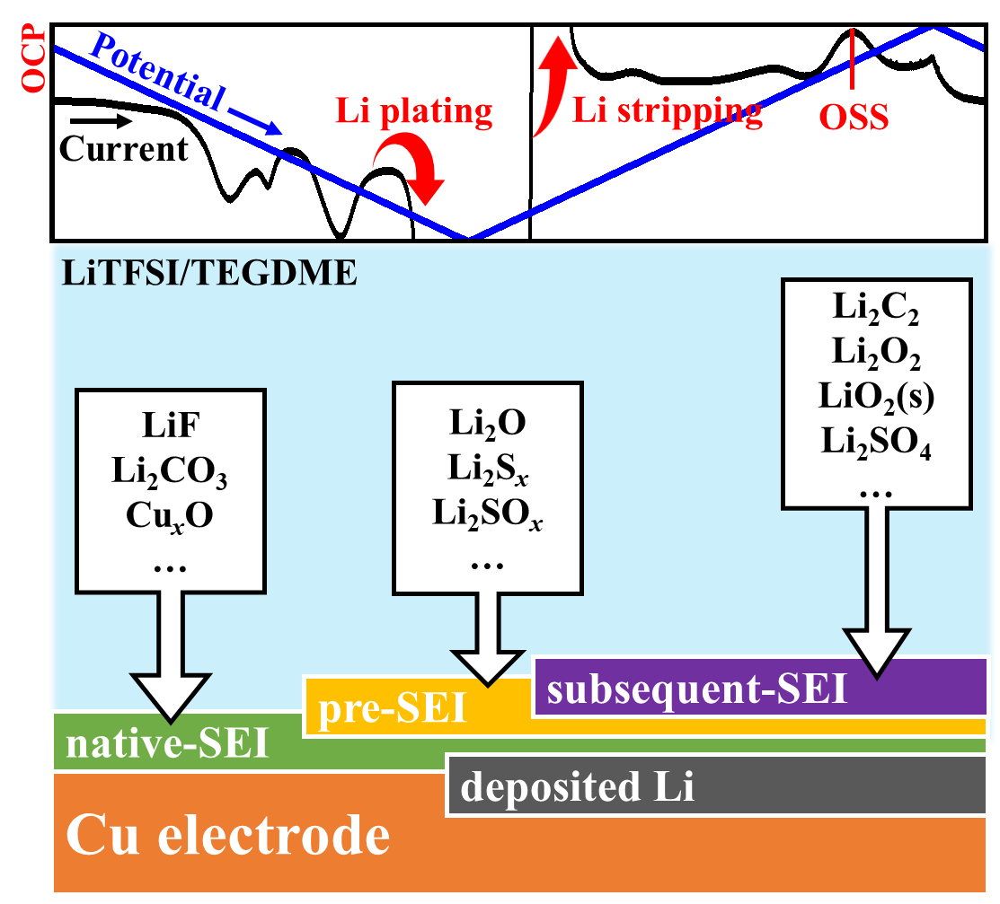 OCP
Potential
Current
Li plating
Li stripping
OSS
LiTFSI/TEGDME
LiF
Li₂CO₃
CuₓO
...
Li₂O
Li₂Sₓ
Li₂SOₓ
...
Li₂C₂
Li₂O₂
LiO₂(s)
Li₂SO₄
...
native-SEI
pre-SEI
subsequent-SEI
deposited Li
Cu electrode